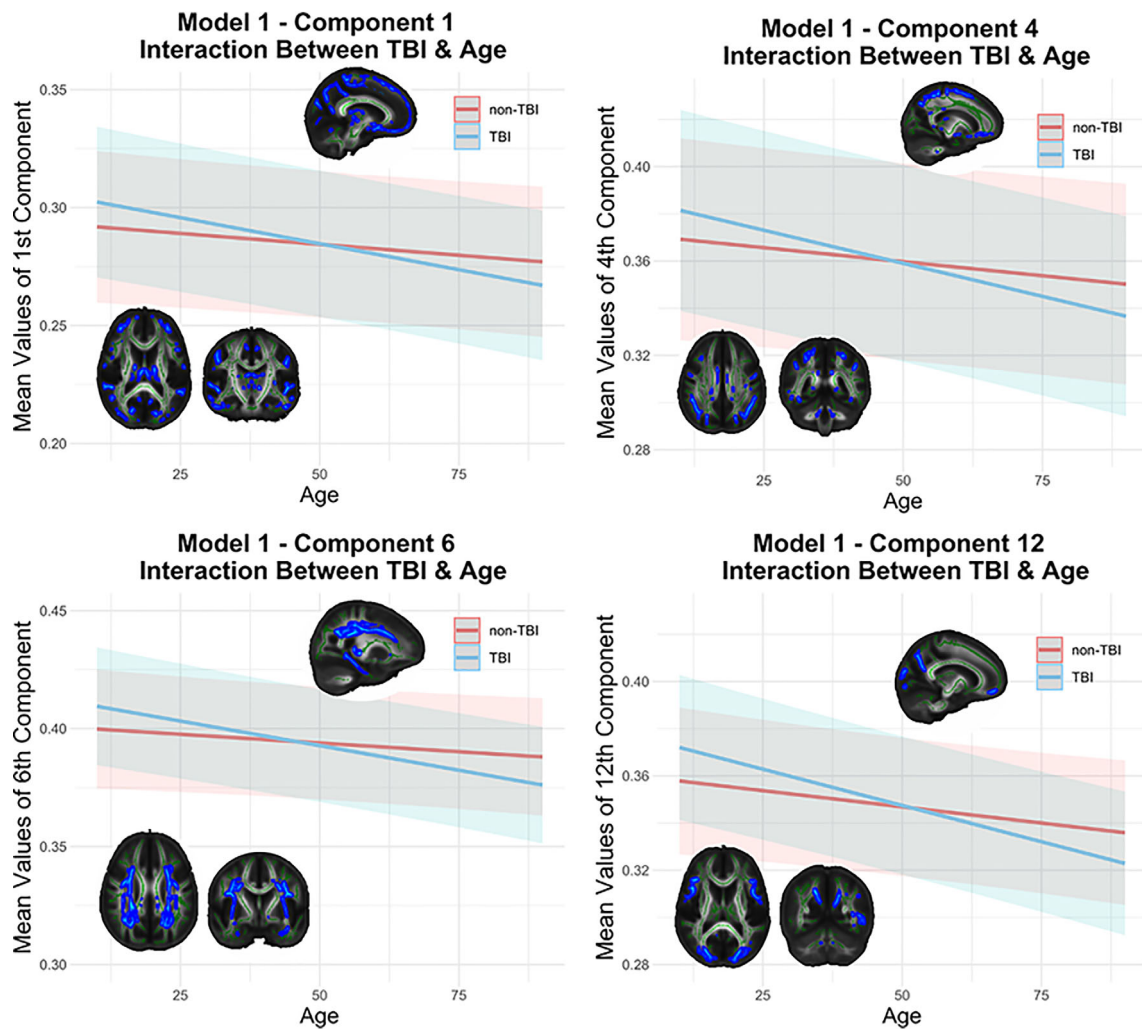 Model 1 - Component 1
Interaction Between TBI & Age
Mean Values of 1st Component
0.35
0.30
0.25
0.20
non-TBI
TBI
25
50
75
Age
Model 1 - Component 4
Interaction Between TBI & Age
Mean Values of 4th Component
0.40
0.36
0.32
0.28
non-TBI
TBI
25
50
75
Age
Model 1 - Component 6
Interaction Between TBI & Age
Mean Values of 6th Component
0.45
0.40
0.35
0.30
non-TBI
TBI
25
50
75
Age
Model 1 - Component 12
Interaction Between TBI & Age
Mean Values of 12th Component
0.40
0.36
0.32
0.28
non-TBI
TBI
25
50
75
Age